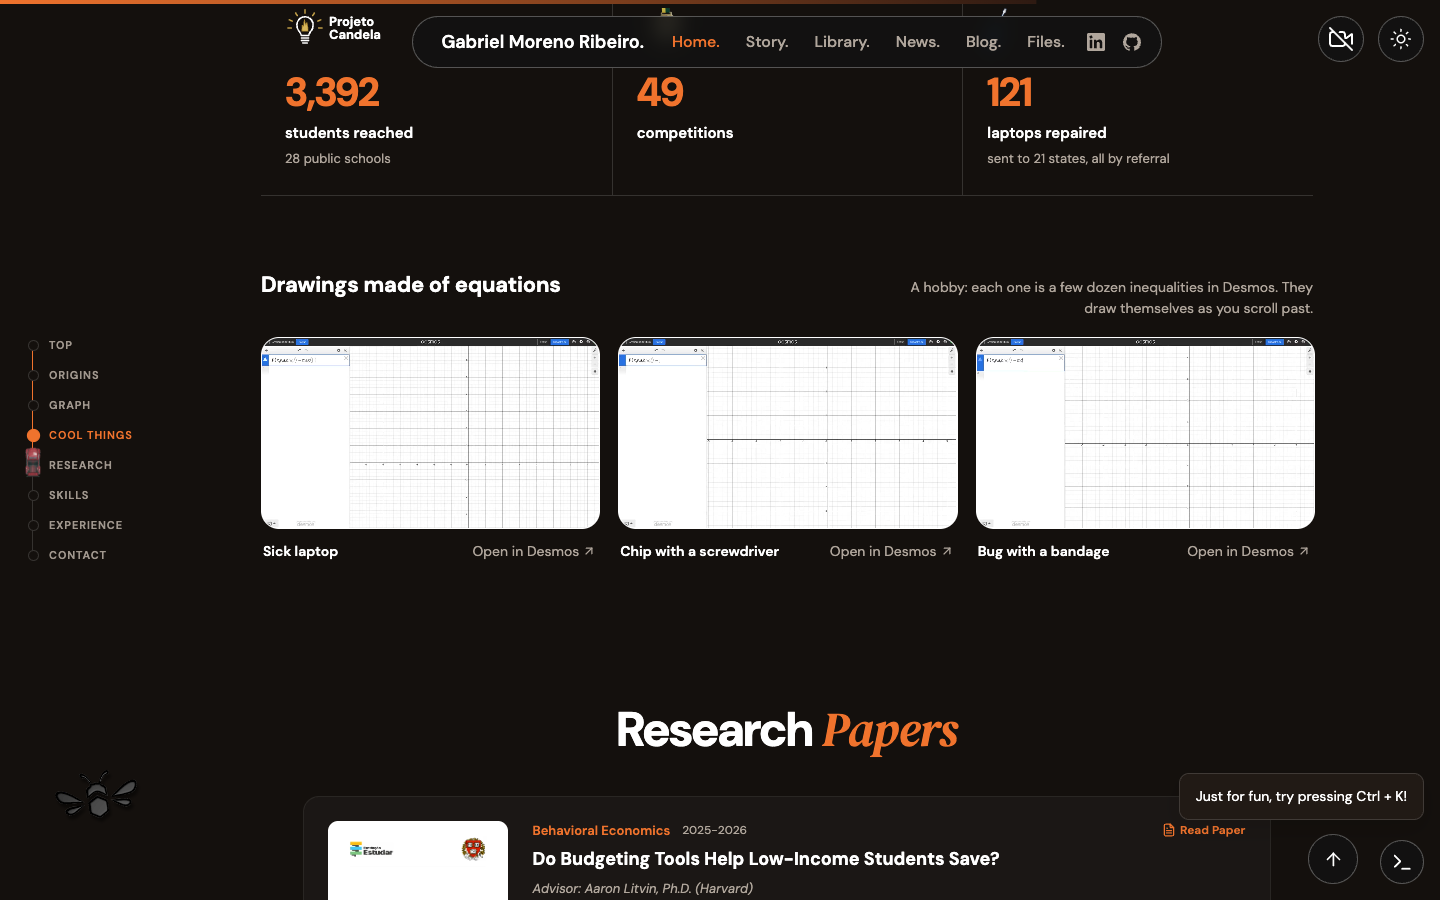 Projeto
Candela
Gabriel Moreno Ribeiro.
Home.
Story.
Library.
News.
Blog.
Files.
3,392
students reached
28 public schools
49
competitions
121
laptops repaired
sent to 21 states, all by referral
Drawings made of equations
A hobby: each one is a few dozen inequalities in Desmos. They
draw themselves as you scroll past.
TOP
ORIGINS
GRAPH
COOL THINGS
RESEARCH
SKILLS
EXPERIENCE
CONTACT
Sick laptop
Open in Desmos ↗
Chip with a screwdriver
Open in Desmos ↗
Bug with a bandage
Open in Desmos ↗
Research Papers
Just for fun, try pressing Ctrl + K!
Estudar
Behavioral Economics
2025-2026
Read Paper
Do Budgeting Tools Help Low-Income Students Save?
Advisor: Aaron Litvin, Ph.D. (Harvard)